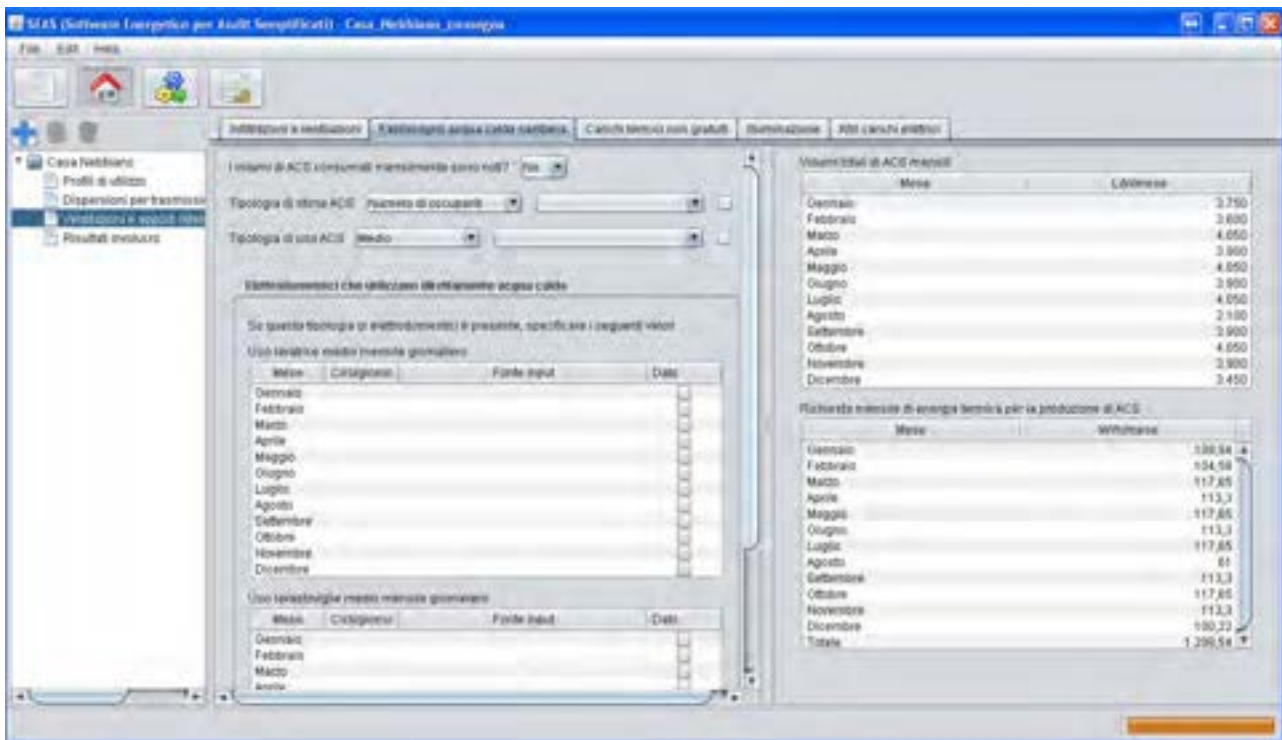 SEAS (Software Energetico per Audit Semplificati) - Casa_Nebbiano_consegna
File Edit Help
Infiltrazioni e ventilazioni
Fabbisogno acqua calda sanitaria
Carichi termici non gratuiti
Illuminazione
Altri carichi elettrici
Casa Nebbiano
Profili di utilizzo
Dispersioni per trasmissi
Ventilazioni e apporti
Risultati involucro
I volumi di ACS consumati mensilmente sono noti? No
Tipologia di stima ACS Numero di occupanti
Tipologia di uso ACS Medio
Elettrodomestici che utilizzano direttamente acqua calda
Se questa tipologia di elettrodomestici è presente, specificare i seguenti valori
Uso lavatrice medio mensile giornaliero
Mese Cicli/giorno Fonte input Dato
Gennaio
Febbraio
Marzo
Aprile
Maggio
Giugno
Luglio
Agosto
Settembre
Ottobre
Novembre
Dicembre
Uso lavastoviglie medio mensile giornaliero
Mese Cicli/giorno Fonte input Dato
Gennaio
Febbraio
Marzo
Aprile
Volumi totali di ACS mensili
Mese L/mese
Gennaio 3.750
Febbraio 3.600
Marzo 4.050
Aprile 3.900
Maggio 4.050
Giugno 3.900
Luglio 4.050
Agosto 2.100
Settembre 3.900
Ottobre 4.050
Novembre 3.900
Dicembre 3.450
Richiesta mensile di energia termica per la produzione di ACS
Mese kWh/mese
Gennaio 108,94
Febbraio 104,58
Marzo 117,65
Aprile 113,3
Maggio 117,65
Giugno 113,3
Luglio 117,65
Agosto 61
Settembre 113,3
Ottobre 117,65
Novembre 113,3
Dicembre 100,22
Totale